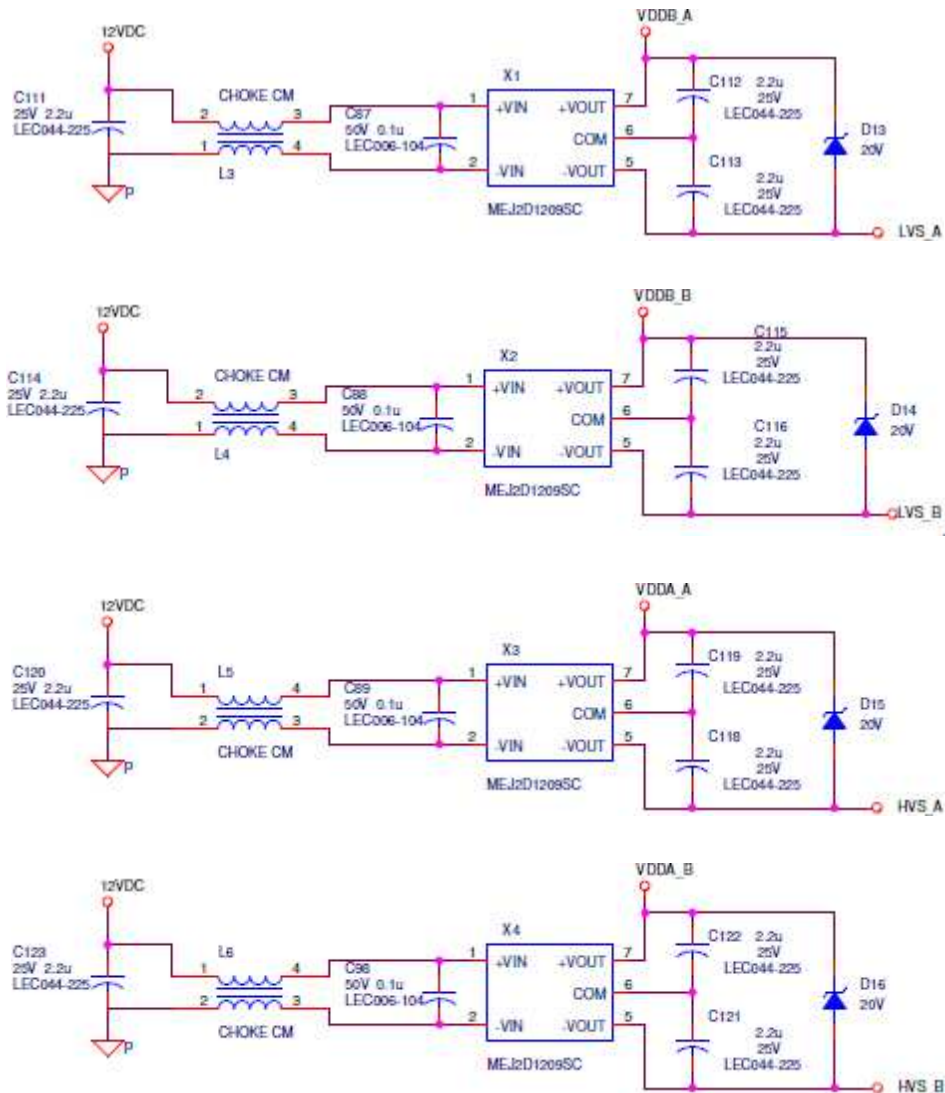 12VDC
VDDB_A
C111
25V 2.2u
LEC044-225
CHOKE CM
2 3
1 4
L3
C87
50V 0.1u
LEC006-104
X1
1 +VIN +VOUT 7
COM 6
2 -VIN -VOUT 5
MEJ2D1209SC
C112 2.2u
25V
LEC044-225
C113
2.2u
25V
LEC044-225
D13
20V
LVS_A
P
12VDC
VDDB_B
C114
25V 2.2u
LEC044-225
CHOKE CM
2 3
1 4
L4
C88
50V 0.1u
LEC006-104
X2
1 +VIN +VOUT 7
COM 6
2 -VIN -VOUT 5
MEJ2D1209SC
C115
2.2u
25V
LEC044-225
C116
2.2u
25V
LEC044-225
D14
20V
LVS_B
P
12VDC
VDDA_A
C120
25V 2.2u
LEC044-225
L5
1 4
2 3
CHOKE CM
C89
50V 0.1u
LEC006-104
X3
1 +VIN +VOUT 7
COM 6
2 -VIN -VOUT 5
MEJ2D1209SC
C119 2.2u
25V
LEC044-225
C118
2.2u
25V
LEC044-225
D15
20V
HVS_A
P
12VDC
VDDA_B
C123
25V 2.2u
LEC044-225
L6
1 4
2 3
CHOKE CM
C98
50V 0.1u
LEC006-104
X4
1 +VIN +VOUT 7
COM 6
2 -VIN -VOUT 5
MEJ2D1209SC
C122 2.2u
25V
LEC044-225
C121
2.2u
25V
LEC044-225
D16
20V
HVS_B
P